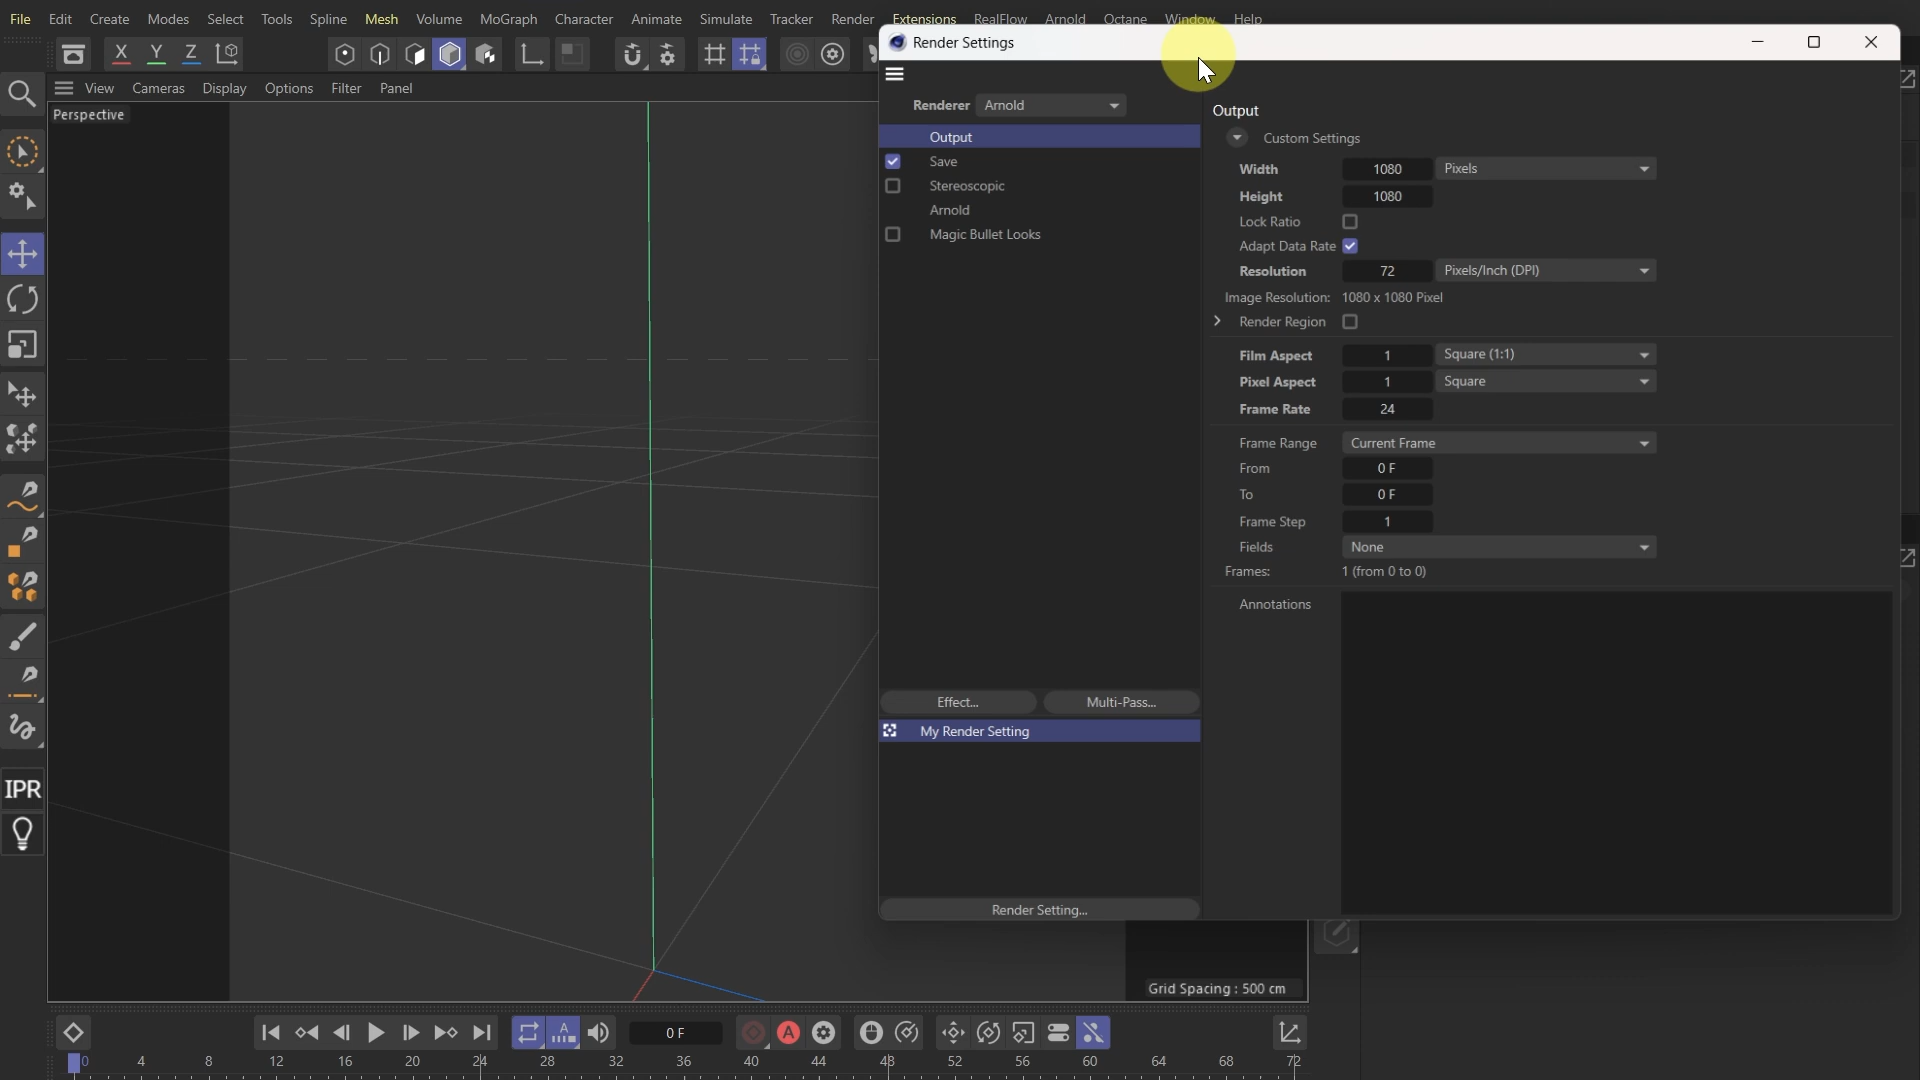 File Edit Create Modes Select Tools Spline Mesh Volume MoGraph Character Animate Simulate Tracker Render Extensions RealFlow Arnold Octane Window Help
Render Settings
X Y Z
View Cameras Display Options Filter Panel
Perspective
Renderer Arnold
Output
Save
Stereoscopic
Arnold
Magic Bullet Looks
Effect... Multi-Pass...
My Render Setting
Render Setting...
Output
Custom Settings
Width 1080 Pixels
Height 1080
Lock Ratio
Adapt Data Rate
Resolution 72 Pixels/Inch (DPI)
Image Resolution: 1080 x 1080 Pixel
Render Region
Film Aspect 1 Square (1:1)
Pixel Aspect 1 Square
Frame Rate 24
Frame Range Current Frame
From 0 F
To 0 F
Frame Step 1
Fields None
Frames: 1 (from 0 to 0)
Annotations
IPR
Grid Spacing : 500 cm
A 0 F A
0 4 8 12 16 20 24 28 32 36 40 44 48 52 56 60 64 68 72